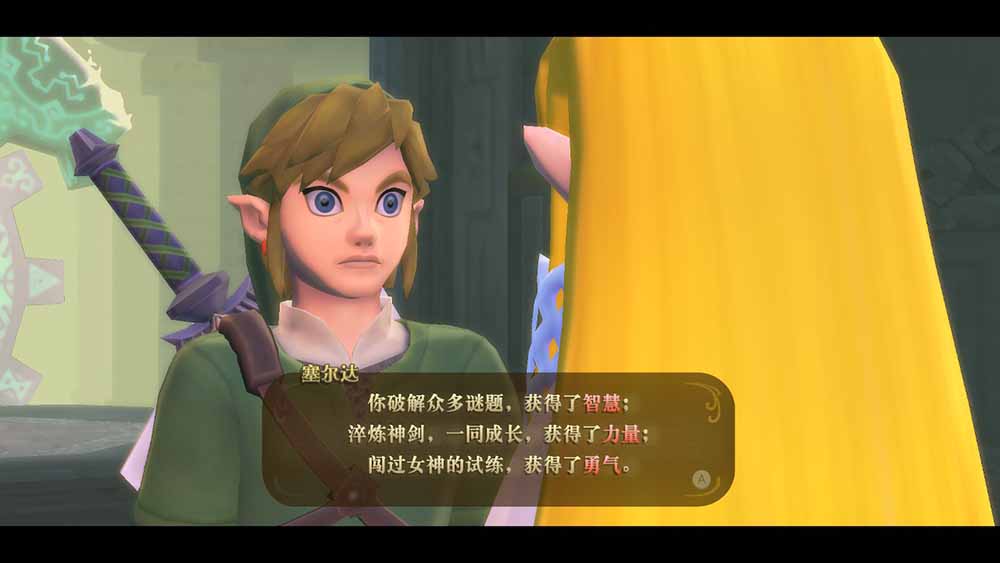 塞尔达
你破解众多谜题，获得了智慧；
淬炼神剑，一同成长，获得了力量；
闯过女神的试练，获得了勇气。
A